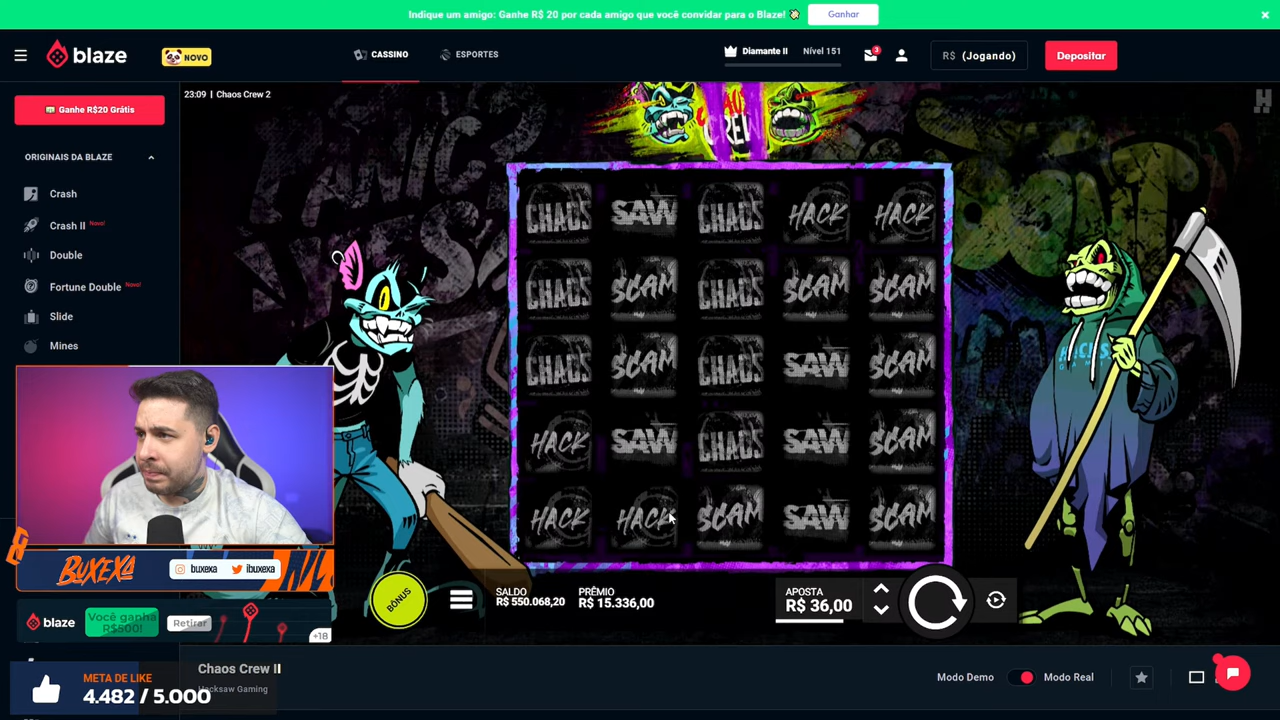 Indique um amigo: Ganhe R$ 20 por cada amigo que você convidar para o Blaze!
Ganhar
blaze
NOVO
CASSINO
ESPORTES
Diamante II
Nível 151
3
R$ (Jogando)
Depositar
Ganhe R$20 Grátis
23:09 | Chaos Crew 2
ORIGINAIS DA BLAZE
Crash
Crash II Novo!
Double
Fortune Double Novo!
Slide
Mines
CHAOS SAW CHAOS HACK HACK
CHAOS SCAM CHAOS SCAM SCAM
CHAOS SCAM CHAOS SAW SCAM
HACK SAW CHAOS SAW SCAM
HACK HACK SCAM SAW SCAM
BUXEXA
buxexa
ibuxexa
blaze
Você ganha
R$500!
Retirar
+18
BÔNUS
SALDO
R$ 550.068,20
PRÊMIO
R$ 15.336,00
APOSTA
R$ 36,00
META DE LIKE
4.482 / 5.000
Chaos Crew II
Hacksaw Gaming
Modo Demo
Modo Real